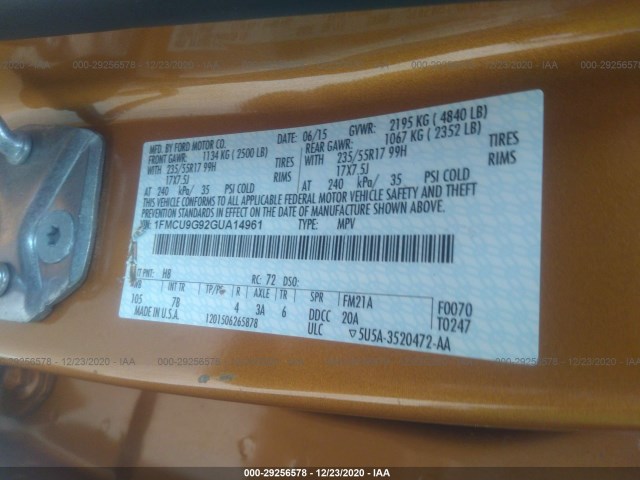 000-29256578 - 12/23/2020 - IAA
MFD. BY FORD MOTOR CO.
DATE: 06/15 GVWR: 2195 KG ( 4840 LB)
FRONT GAWR: 1134 KG ( 2500 LB) REAR GAWR: 1067 KG ( 2352 LB)
WITH 235/55R17 99H TIRES WITH 235/55R17 99H TIRES
17X7.5J RIMS 17X7.5J RIMS
AT 240 kPa/ 35 PSI COLD AT 240 kPa/ 35 PSI COLD
THIS VEHICLE CONFORMS TO ALL APPLICABLE FEDERAL MOTOR VEHICLE SAFETY AND THEFT
PREVENTION STANDARDS IN EFFECT ON THE DATE OF MANUFACTURE SHOWN ABOVE.
VIN: 1FMCU9G92GUA14961 TYPE: MPV
EXT PNT: H8 RC: 72 DSO:
WB INT TR TP/PS R AXLE TR SPR FM21A F0070
105 7B 4 3A 6 DDCC 20A T0247
MADE IN U.S.A. 1201506265878 ULC 5U5A-3520472-AA
000-29256578 - 12/23/2020 - IAA